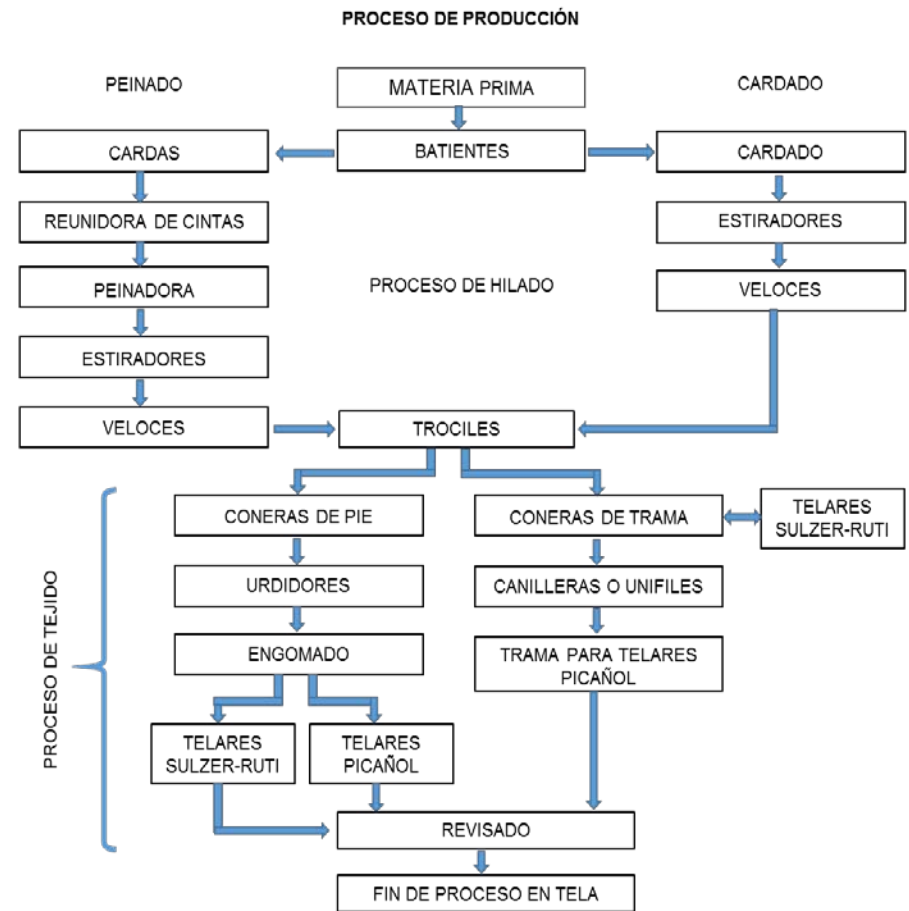 PROCESO DE PRODUCCIÓN
PEINADO
MATERIA PRIMA
CARDADO
CARDAS
BATIENTES
CARDADO
REUNIDORA DE CINTAS
ESTIRADORES
PEINADORA
PROCESO DE HILADO
VELOCES
ESTIRADORES
VELOCES
TROCILES
PROCESO DE TEJIDO
CONERAS DE PIE
CONERAS DE TRAMA
TELARES
SULZER-RUTI
URDIDORES
CANILLERAS O UNIFILES
ENGOMADO
TRAMA PARA TELARES
PICAÑOL
TELARES
SULZER-RUTI
TELARES
PICAÑOL
REVISADO
FIN DE PROCESO EN TELA